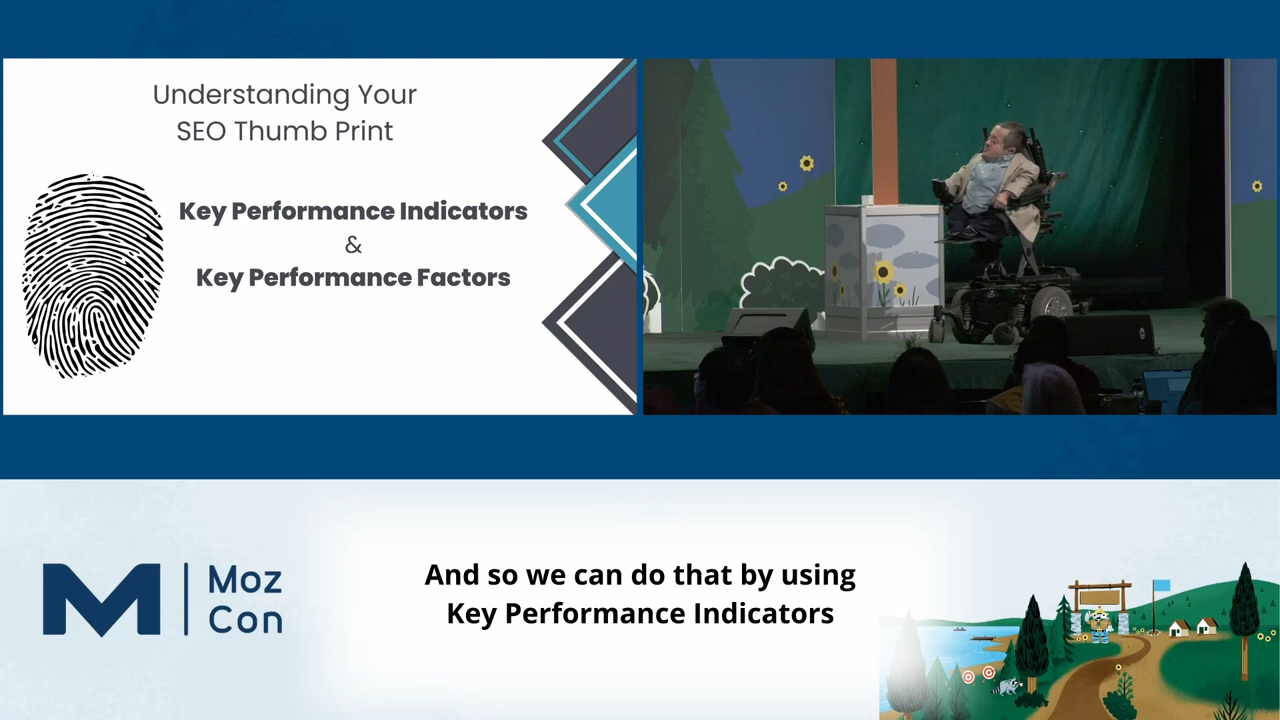 Understanding Your
SEO Thumb Print
Key Performance Indicators
&
Key Performance Factors
Moz
Con
And so we can do that by using
Key Performance Indicators